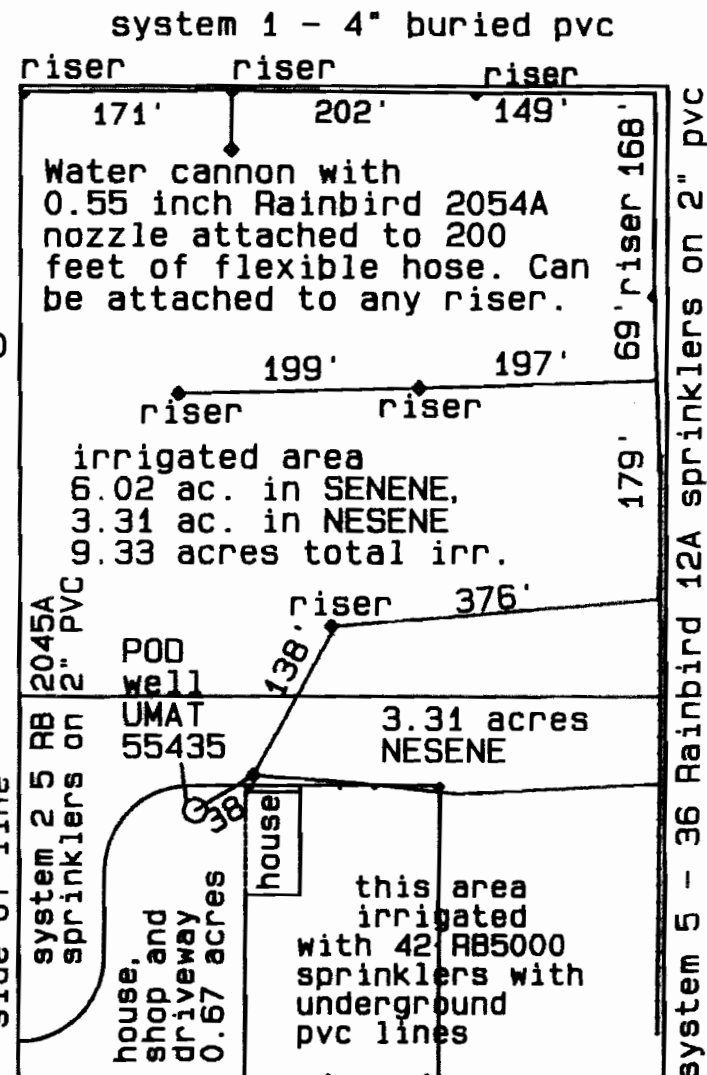 system 1 - 4" buried pvc
riser riser riser
171' 202' 149'
Water cannon with
0.55 inch Rainbird 2054A
nozzle attached to 200
feet of flexible hose. Can
be attached to any riser.
168'
riser
69'
199' 197'
riser riser
179'
irrigated area
6.02 ac. in SENENE,
3.31 ac. in NESENE
9.33 acres total irr.
riser 376'
138'
system 2 5 RB 2045A
sprinklers on 2" PVC
POD
well
UMAT
55435
3.31 acres
NESENE
38
house
this area
irrigated
with 42 RB5000
sprinklers with
underground
pvc lines
house,
shop and
driveway
0.67 acres
system 5 - 36 Rainbird 12A sprinklers on 2" pvc